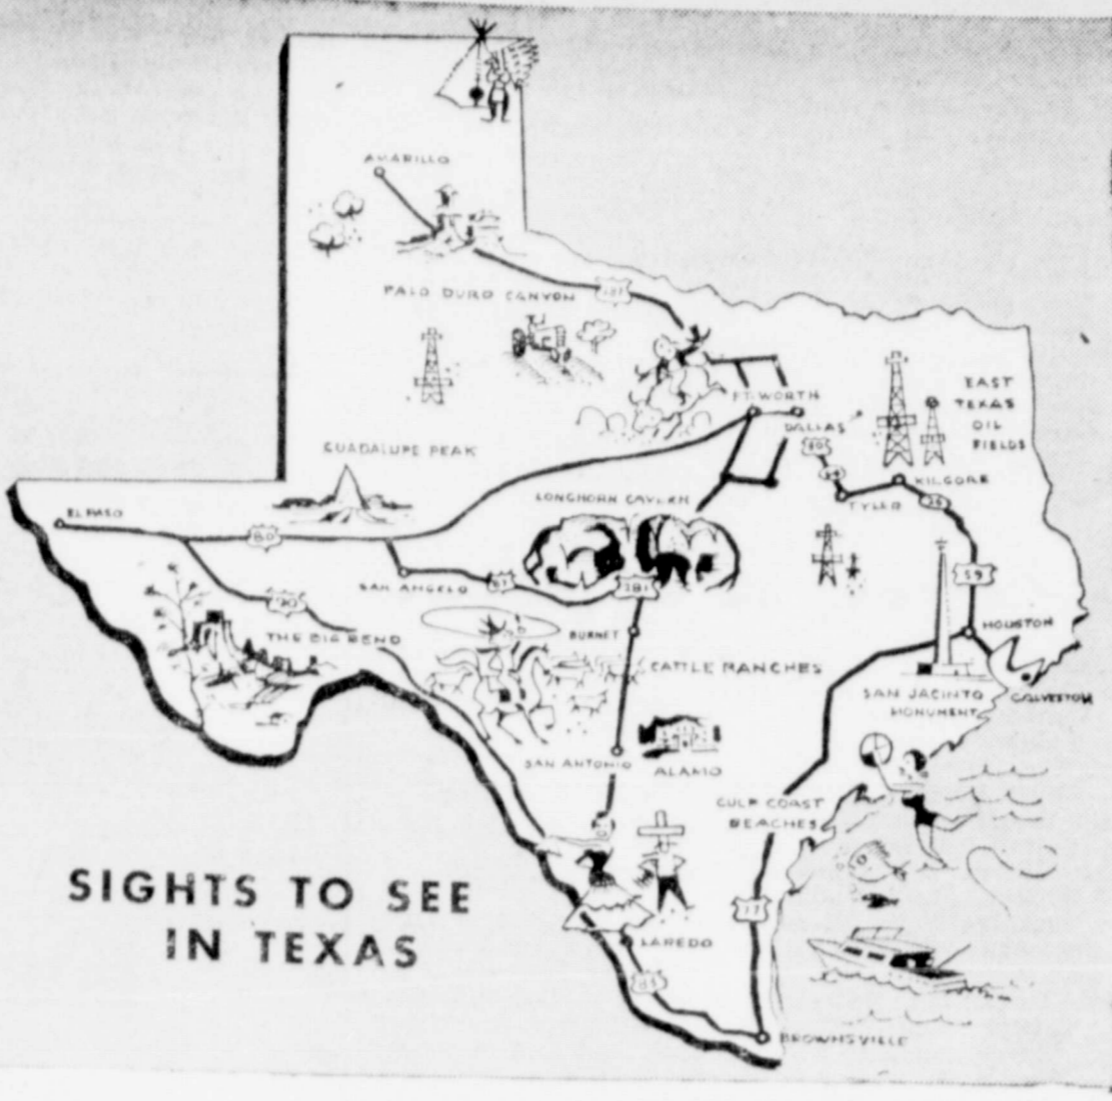 AMARILLO
PALO DURO CANYON
GUADALUPE PEAK
FT. WORTH
DALLAS
80
EAST
TEXAS
OIL
FIELDS
KILGORE
TYLER
LONGHORN CAVERN
EL PASO
80
SAN ANGELO
87
281
90
THE BIG BEND
BURNET
CATTLE RANCHES
59
HOUSTON
GALVESTON
SAN JACINTO
MONUMENT
SAN ANTONIO
ALAMO
GULF COAST
BEACHES
77
LAREDO
BROWNSVILLE
SIGHTS TO SEE
IN TEXAS